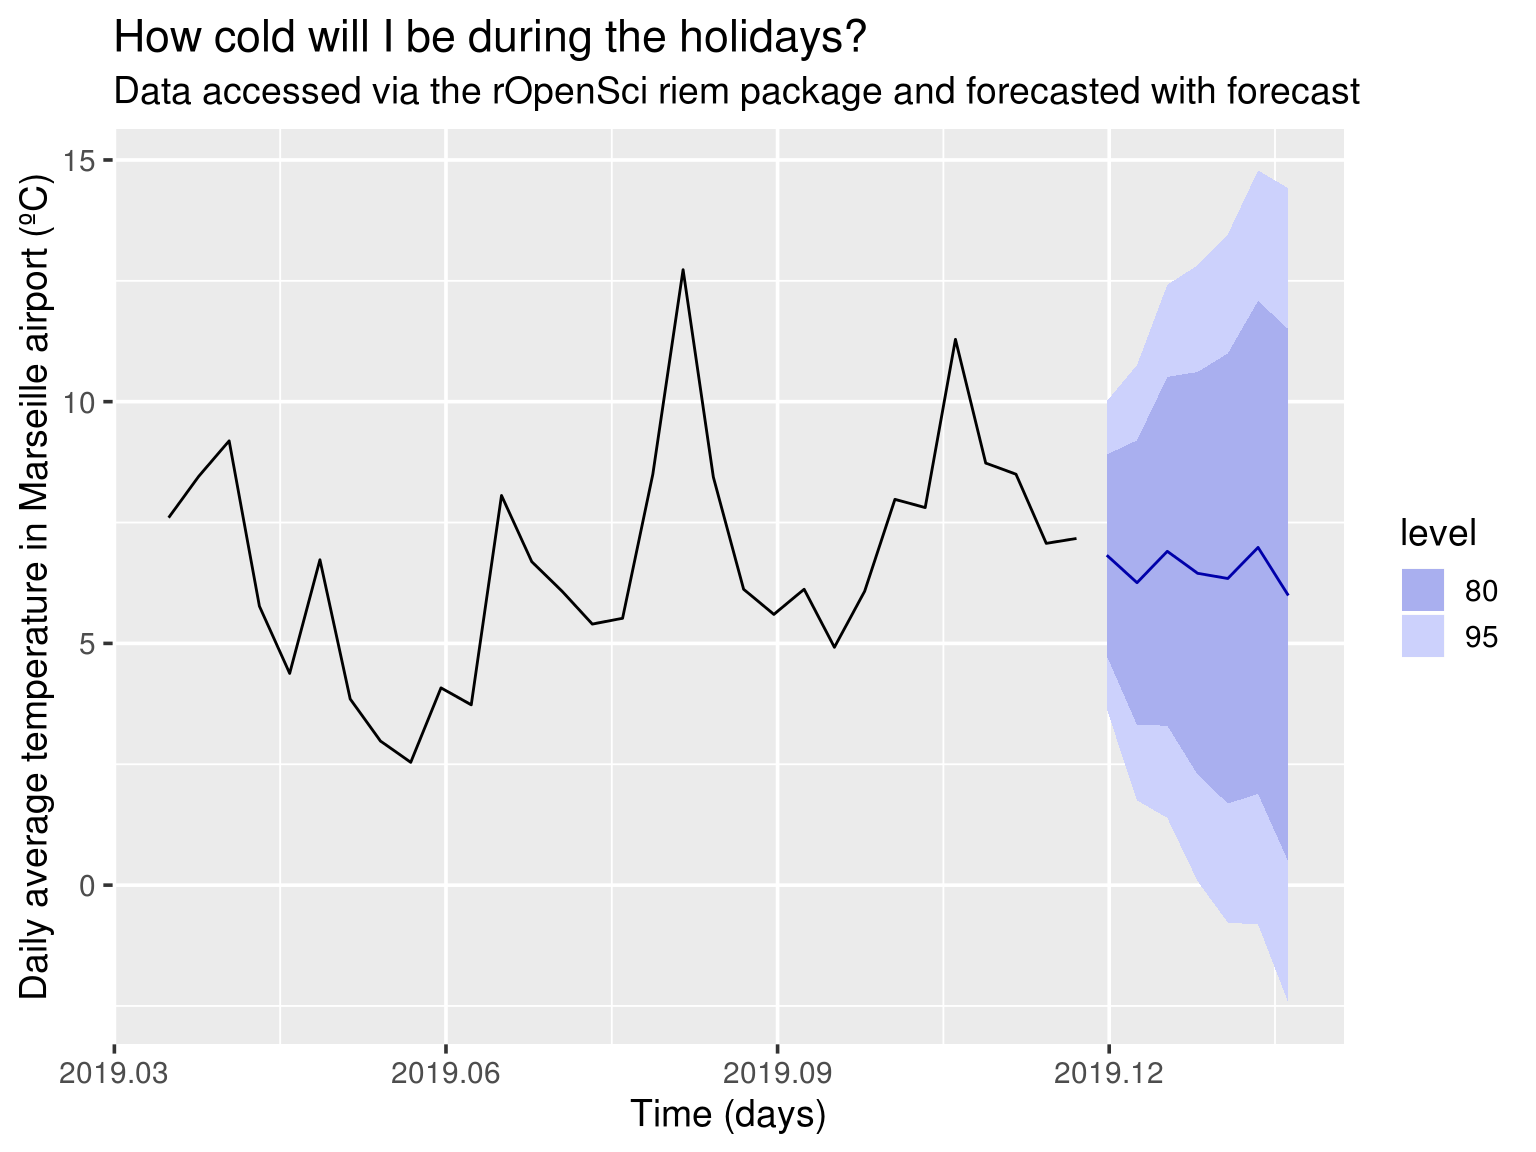 How cold will I be during the holidays?
Data accessed via the rOpenSci riem package and forecasted with forecast
Daily average temperature in Marseille airport (ºC)
15
10
5
0
2019.03
2019.06
2019.09
2019.12
Time (days)
level
80
95